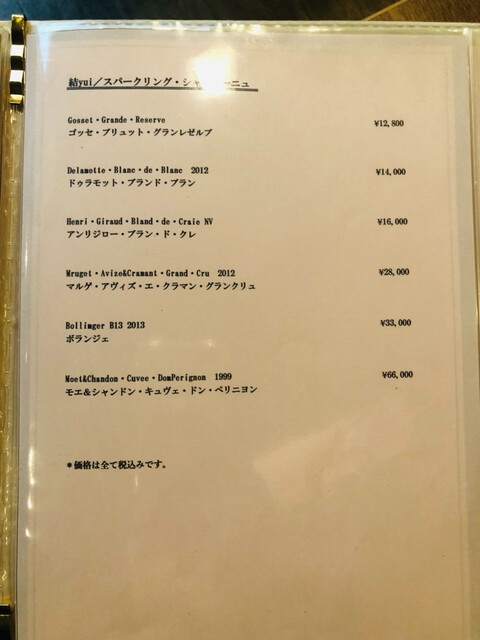 結yui／スパークリング・シャンパーニュ
Gosset・Grande・Reserve ¥12,800
ゴッセ・ブリュット・グランレゼルブ
Delamotte・Blanc・de・Blanc 2012 ¥14,000
ドゥラモット・ブランド・ブラン
Henri・Giraud・Bland・de・Craie NV ¥16,000
アンリジロー・ブラン・ド・クレ
Mruget・Avize&Cramant・Grand・Cru 2012 ¥28,000
マルゲ・アヴィズ・エ・クラマン・グランクリュ
Bollimger B13 2013 ¥33,000
ボランジェ
Moet&Chandon・Cuvee・DomPerignon 1999 ¥66,000
モエ＆シャンドン・キュヴェ・ドン・ペリニヨン
＊価格は全て税込みです。